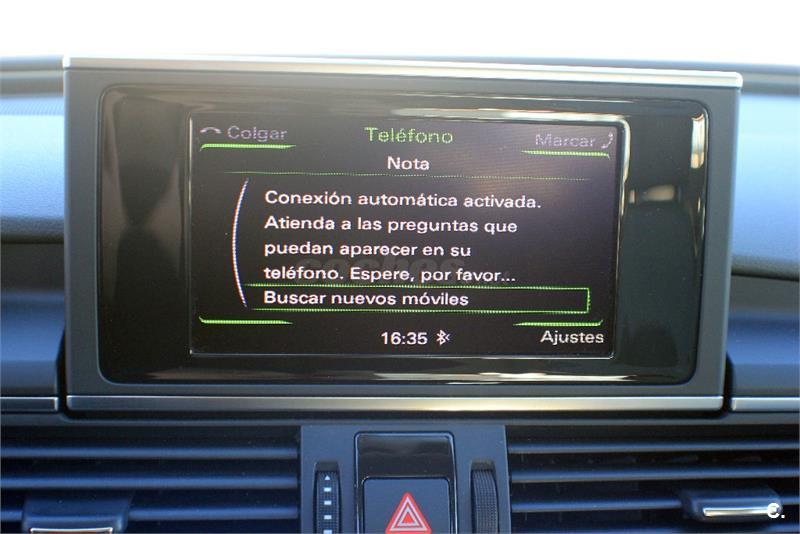 Colgar
Teléfono
Marcar
Nota
Conexión automática activada.
Atienda a las preguntas que
puedan aparecer en su
teléfono. Espere, por favor...
Buscar nuevos móviles
16:35
Ajustes
c.